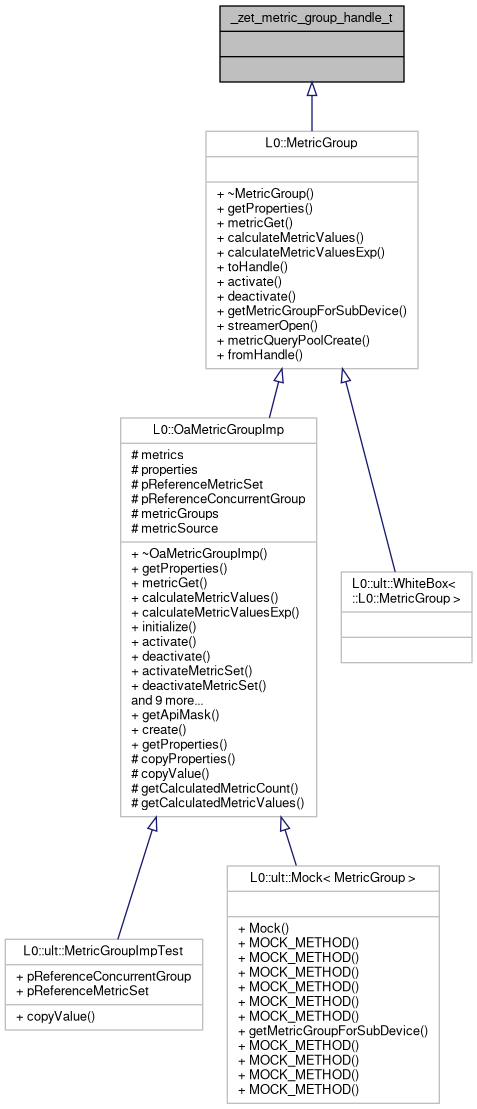 _zet_metric_group_handle_t
L0::MetricGroup
+ ~MetricGroup()
+ getProperties()
+ metricGet()
+ calculateMetricValues()
+ calculateMetricValuesExp()
+ toHandle()
+ activate()
+ deactivate()
+ getMetricGroupForSubDevice()
+ streamerOpen()
+ metricQueryPoolCreate()
+ fromHandle()
L0::OaMetricGroupImp
# metrics
# properties
# pReferenceMetricSet
# pReferenceConcurrentGroup
# metricGroups
# metricSource
+ ~OaMetricGroupImp()
+ getProperties()
+ metricGet()
+ calculateMetricValues()
+ calculateMetricValuesExp()
+ initialize()
+ activate()
+ deactivate()
+ activateMetricSet()
+ deactivateMetricSet()
and 9 more...
+ getApiMask()
+ create()
+ getProperties()
# copyProperties()
# copyValue()
# getCalculatedMetricCount()
# getCalculatedMetricValues()
L0::ult::WhiteBox<
::L0::MetricGroup >
L0::ult::MetricGroupImpTest
+ pReferenceConcurrentGroup
+ pReferenceMetricSet
+ copyValue()
L0::ult::Mock< MetricGroup >
+ Mock()
+ MOCK_METHOD()
+ MOCK_METHOD()
+ MOCK_METHOD()
+ MOCK_METHOD()
+ MOCK_METHOD()
+ MOCK_METHOD()
+ getMetricGroupForSubDevice()
+ MOCK_METHOD()
+ MOCK_METHOD()
+ MOCK_METHOD()
+ MOCK_METHOD()